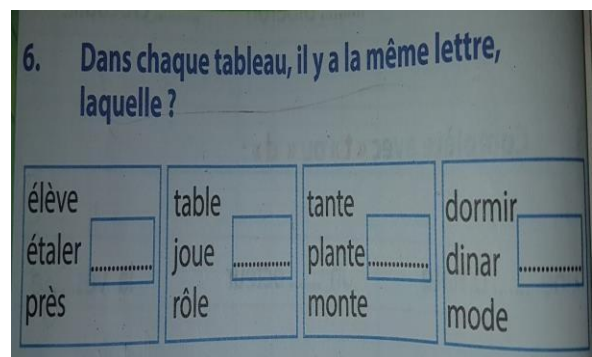 6. Dans chaque tableau, il y a la même lettre,
laquelle ?
élève
étaler ...............
près
table
joue ...............
rôle
tante
plante ...............
monte
dormir
dinar ...............
mode